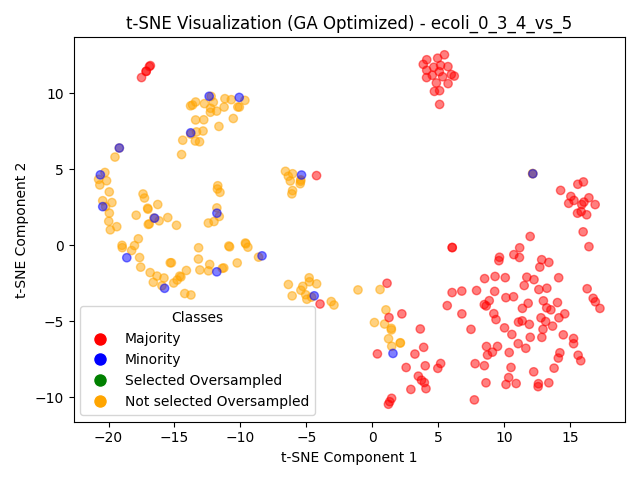 t-SNE Visualization (GA Optimized) - ecoli_0_3_4_vs_5
t-SNE Component 2
10
5
0
−5
−10
Classes
Majority
Minority
Selected Oversampled
Not selected Oversampled
−20 −15 −10 −5 0 5 10 15
t-SNE Component 1